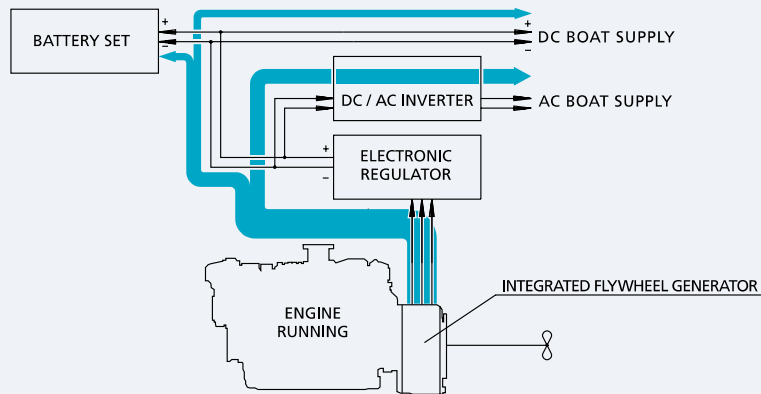 BATTERY SET
+
−
+
−
DC BOAT SUPPLY
DC / AC INVERTER
AC BOAT SUPPLY
+
−
ELECTRONIC
REGULATOR
INTEGRATED FLYWHEEL GENERATOR
ENGINE
RUNNING